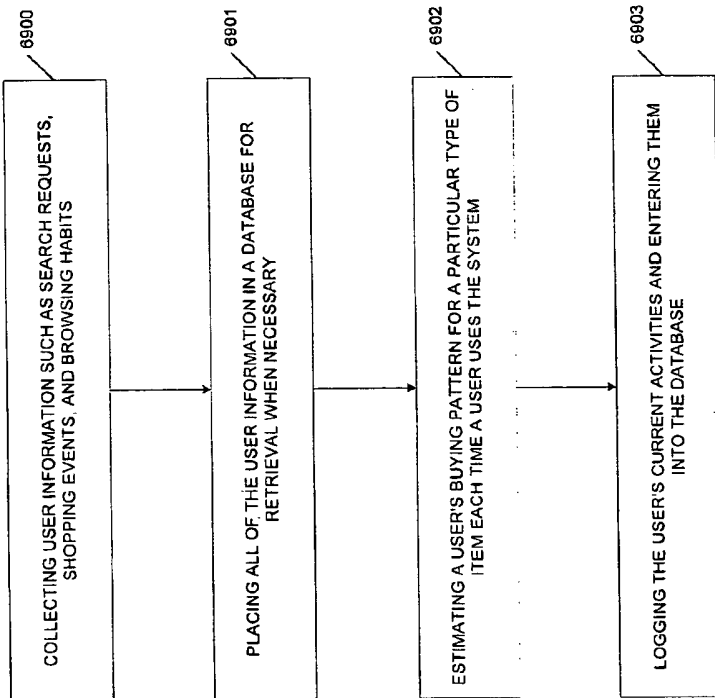 6900
COLLECTING USER INFORMATION SUCH AS SEARCH REQUESTS,
SHOPPING EVENTS, AND BROWSING HABITS
6901
PLACING ALL OF THE USER INFORMATION IN A DATABASE FOR
RETRIEVAL WHEN NECESSARY
6902
ESTIMATING A USER'S BUYING PATTERN FOR A PARTICULAR TYPE OF
ITEM EACH TIME A USER USES THE SYSTEM
6903
LOGGING THE USER'S CURRENT ACTIVITIES AND ENTERING THEM
INTO THE DATABASE